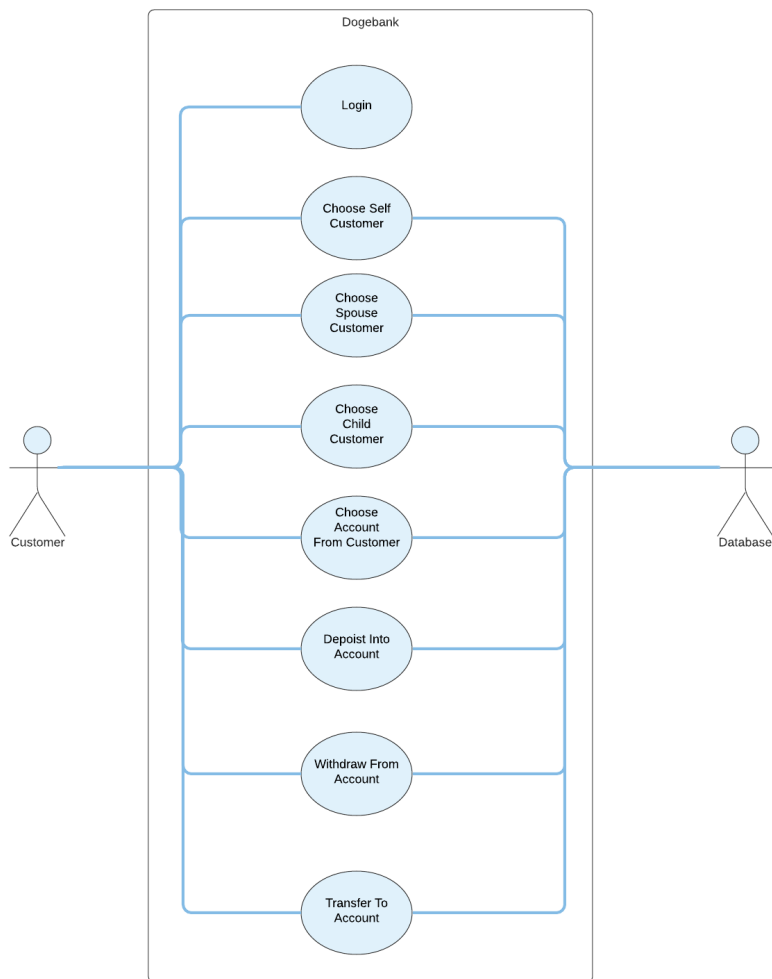 Dogebank
Login
Choose Self
Customer
Choose
Spouse
Customer
Choose
Child
Customer
Choose
Account
From Customer
Customer
Database
Depoist Into
Account
Withdraw From
Account
Transfer To
Account